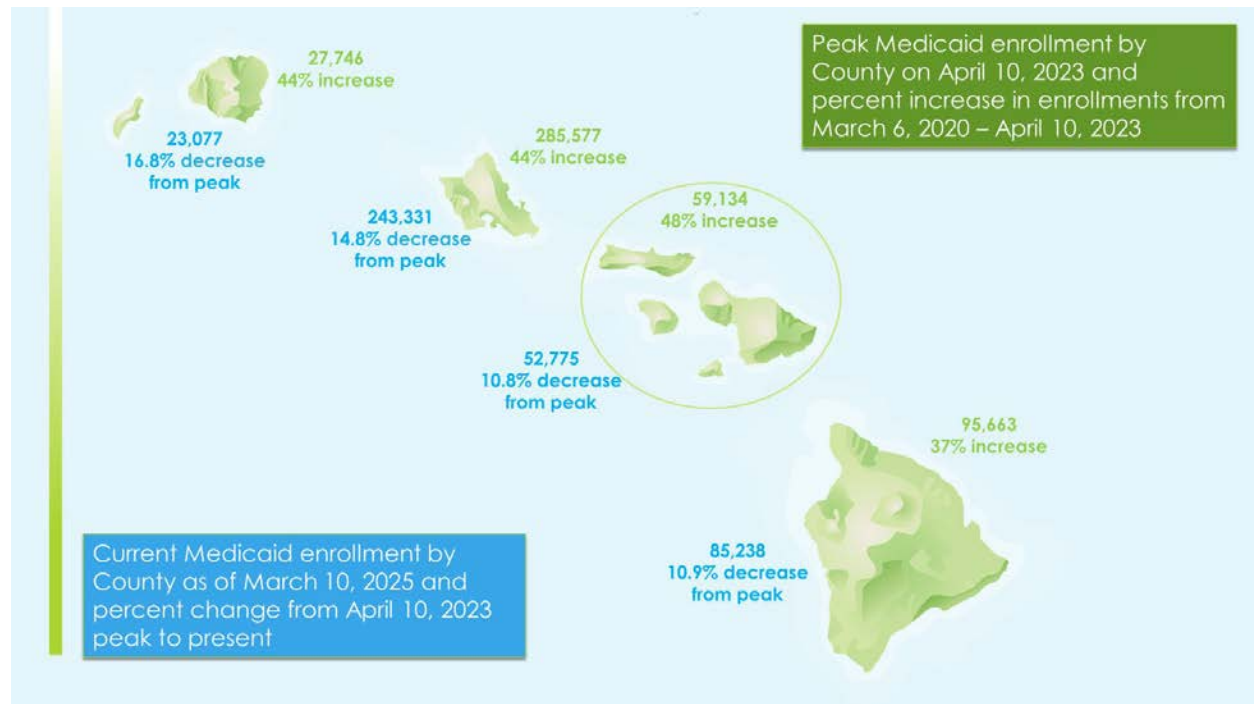 Peak Medicaid enrollment by
County on April 10, 2023 and
percent increase in enrollments from
March 6, 2020 – April 10, 2023
27,746
44% increase
23,077
16.8% decrease
from peak
285,577
44% increase
243,331
14.8% decrease
from peak
59,134
48% increase
52,775
10.8% decrease
from peak
95,663
37% increase
85,238
10.9% decrease
from peak
Current Medicaid enrollment by
County as of March 10, 2025 and
percent change from April 10, 2023
peak to present